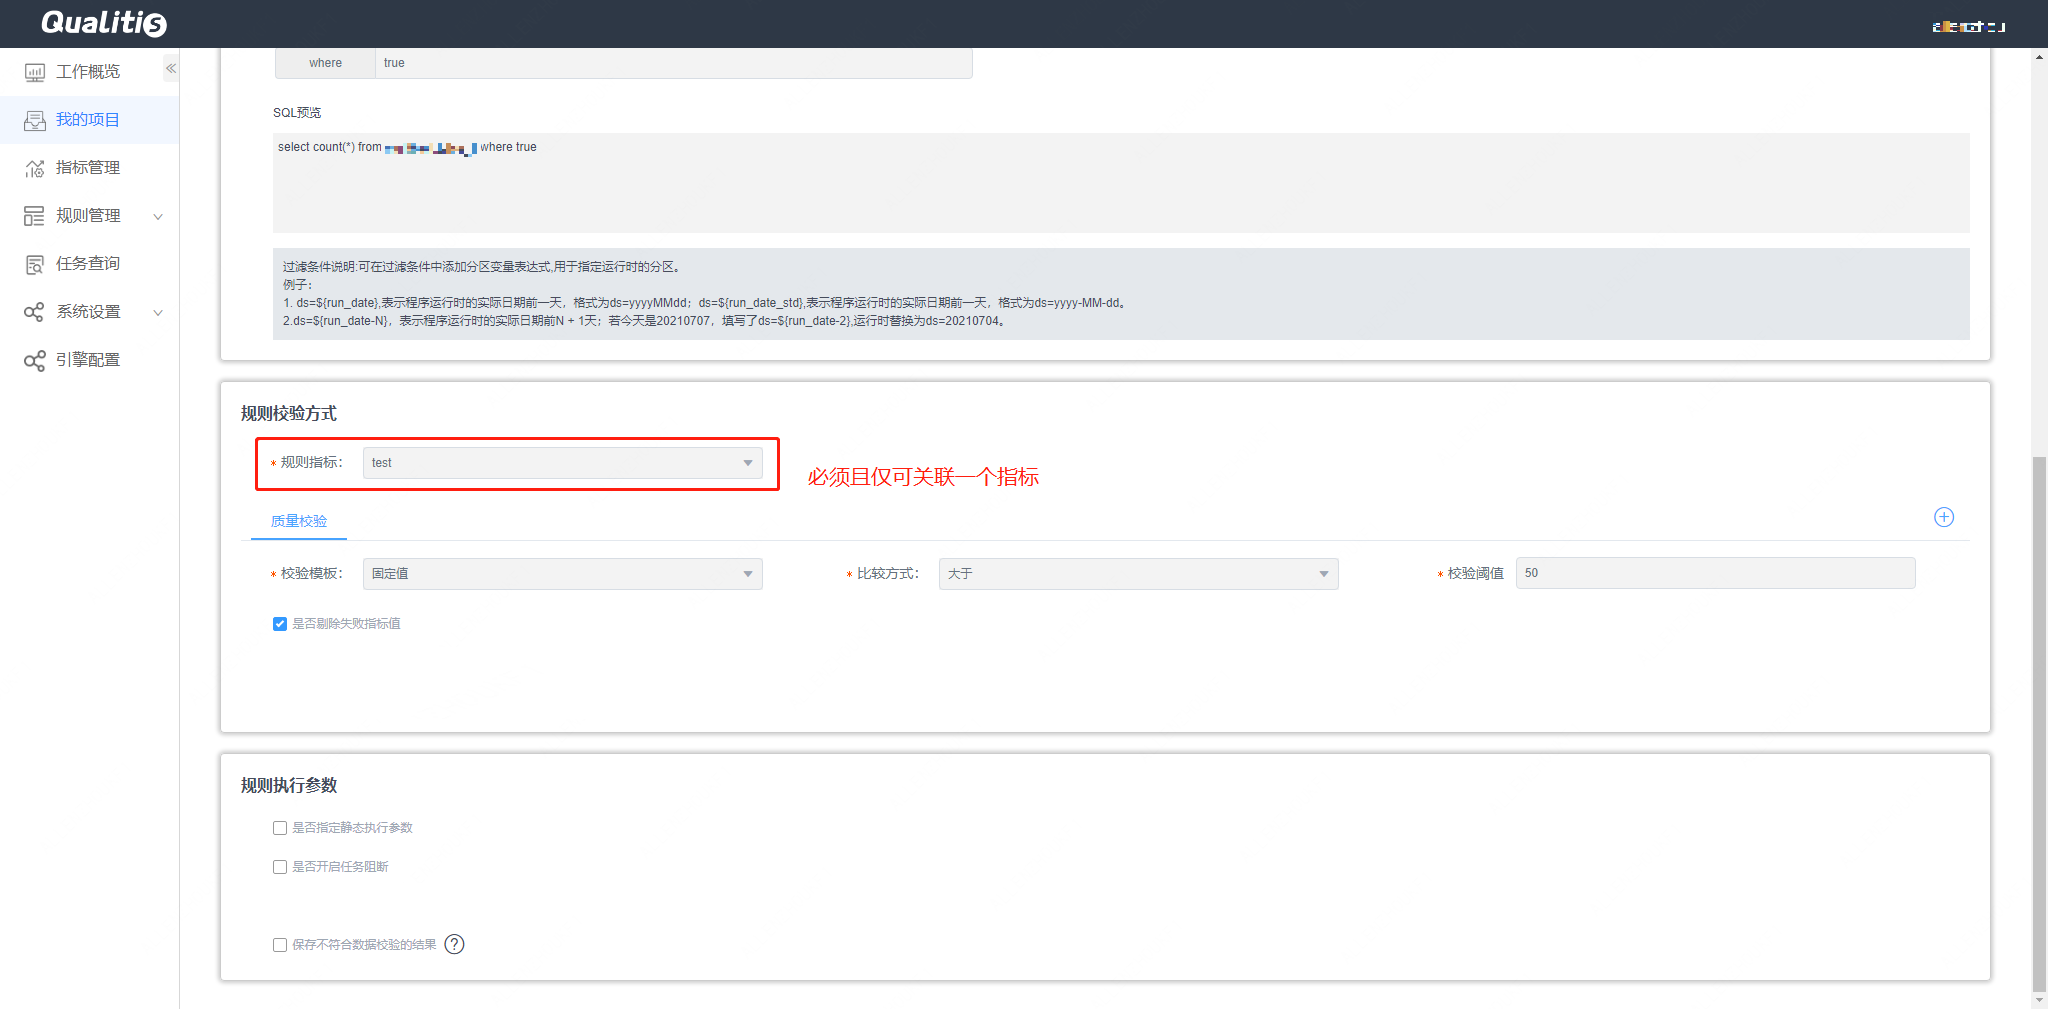 Qualitis
工作概览
我的项目
指标管理
规则管理
任务查询
系统设置
引擎配置
where true
SQL预览
select count(*) from where true
过滤条件说明:可在过滤条件中添加分区变量表达式,用于指定运行时的分区。
例子：
1. ds=${run_date},表示程序运行时的实际日期前一天，格式为ds=yyyyMMdd；ds=${run_date_std},表示程序运行时的实际日期前一天，格式为ds=yyyy-MM-dd。
2.ds=${run_date-N}，表示程序运行时的实际日期前N + 1天；若今天是20210707，填写了ds=${run_date-2},运行时替换为ds=20210704。
规则校验方式
* 规则指标： test
必须且仅可关联一个指标
质量校验
* 校验模板： 固定值 * 比较方式： 大于 * 校验阈值 50
是否剔除失败指标值
规则执行参数
是否指定静态执行参数
是否开启任务阻断
保存不符合数据校验的结果 ?